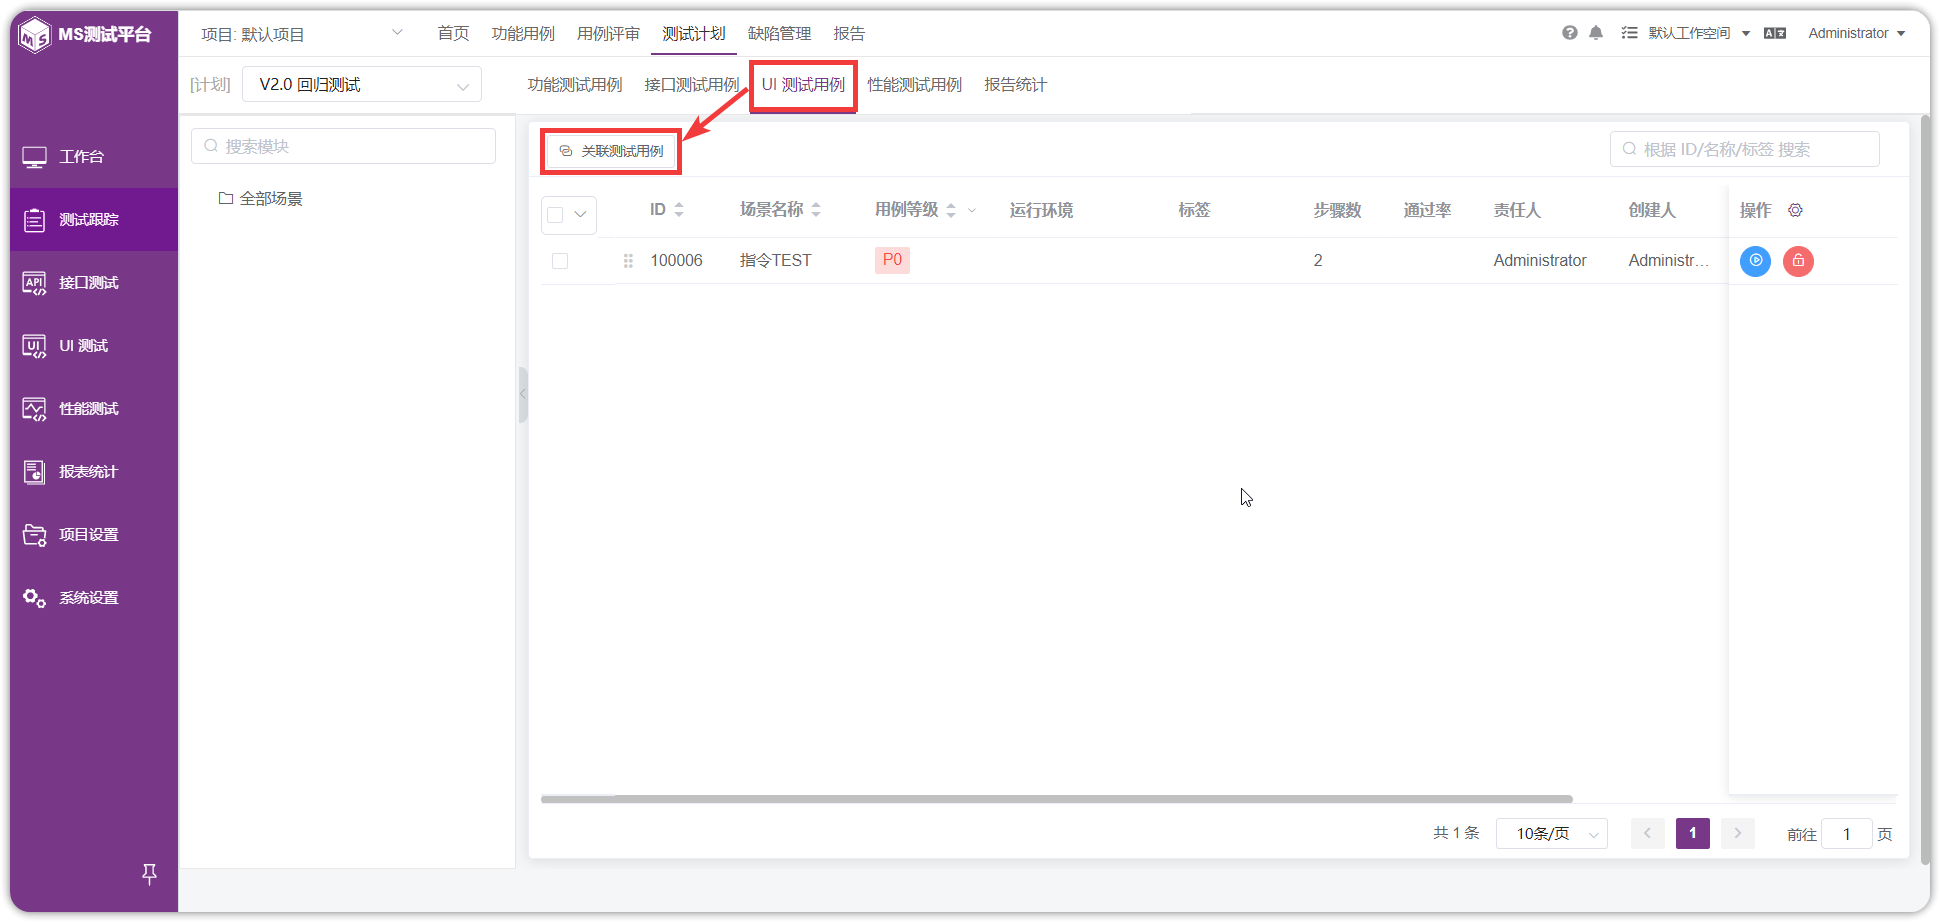 MS测试平台
项目: 默认项目
首页 功能用例 用例评审 测试计划 缺陷管理 报告
默认工作空间 Administrator
[计划] V2.0 回归测试
功能测试用例 接口测试用例 UI 测试用例 性能测试用例 报告统计
工作台
测试跟踪
接口测试
UI 测试
性能测试
报表统计
项目设置
系统设置
搜索模块
全部场景
关联测试用例
根据 ID/名称/标签 搜索
ID 场景名称 用例等级 运行环境 标签 步骤数 通过率 责任人 创建人 操作
100006 指令TEST P0 2 Administrator Administr...
共 1 条 10条/页 1 前往 1 页